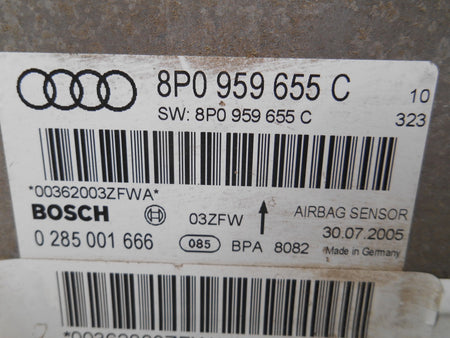 8P0 959 655 C 10
SW: 8P0 959 655 C 323
*00362003ZFWA*
BOSCH 03ZFW AIRBAG SENSOR
30.07.2005
0 285 001 666 085 BPA 8082 Made in Germany